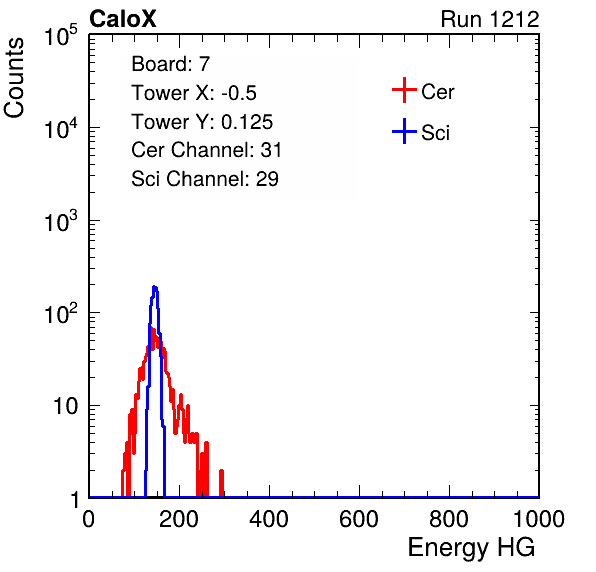 CaloX Run 1212
Counts
10^5
10^4
10^3
10^2
10
1
Board: 7
Tower X: -0.5
Tower Y: 0.125
Cer Channel: 31
Sci Channel: 29
Cer
Sci
0 200 400 600 800 1000
Energy HG